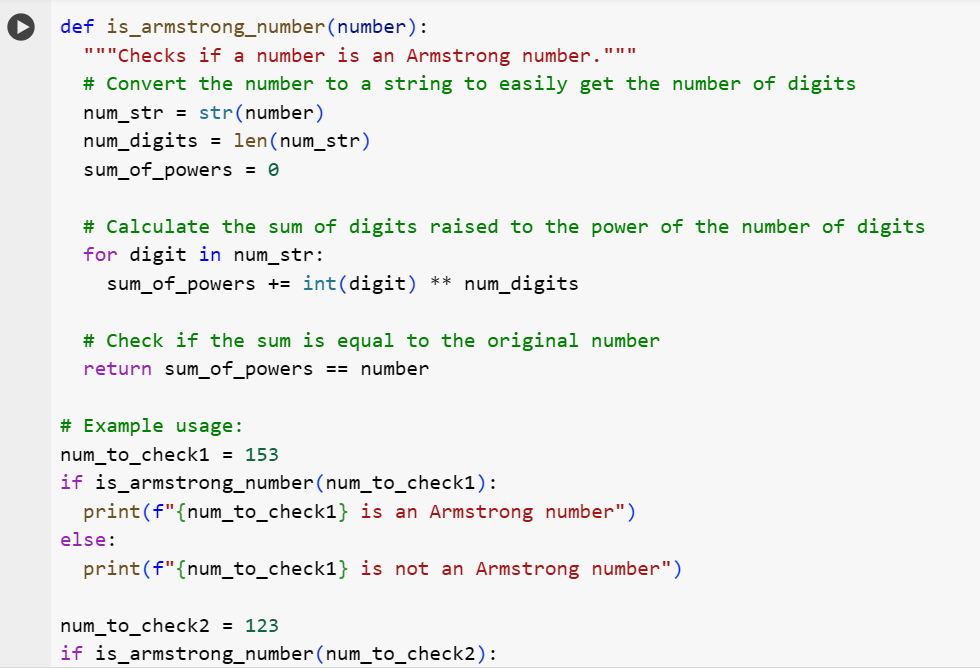 def is_armstrong_number(number):
  """Checks if a number is an Armstrong number."""
  # Convert the number to a string to easily get the number of digits
  num_str = str(number)
  num_digits = len(num_str)
  sum_of_powers = 0

  # Calculate the sum of digits raised to the power of the number of digits
  for digit in num_str:
    sum_of_powers += int(digit) ** num_digits

  # Check if the sum is equal to the original number
  return sum_of_powers == number

# Example usage:
num_to_check1 = 153
if is_armstrong_number(num_to_check1):
  print(f"{num_to_check1} is an Armstrong number")
else:
  print(f"{num_to_check1} is not an Armstrong number")

num_to_check2 = 123
if is_armstrong_number(num_to_check2):